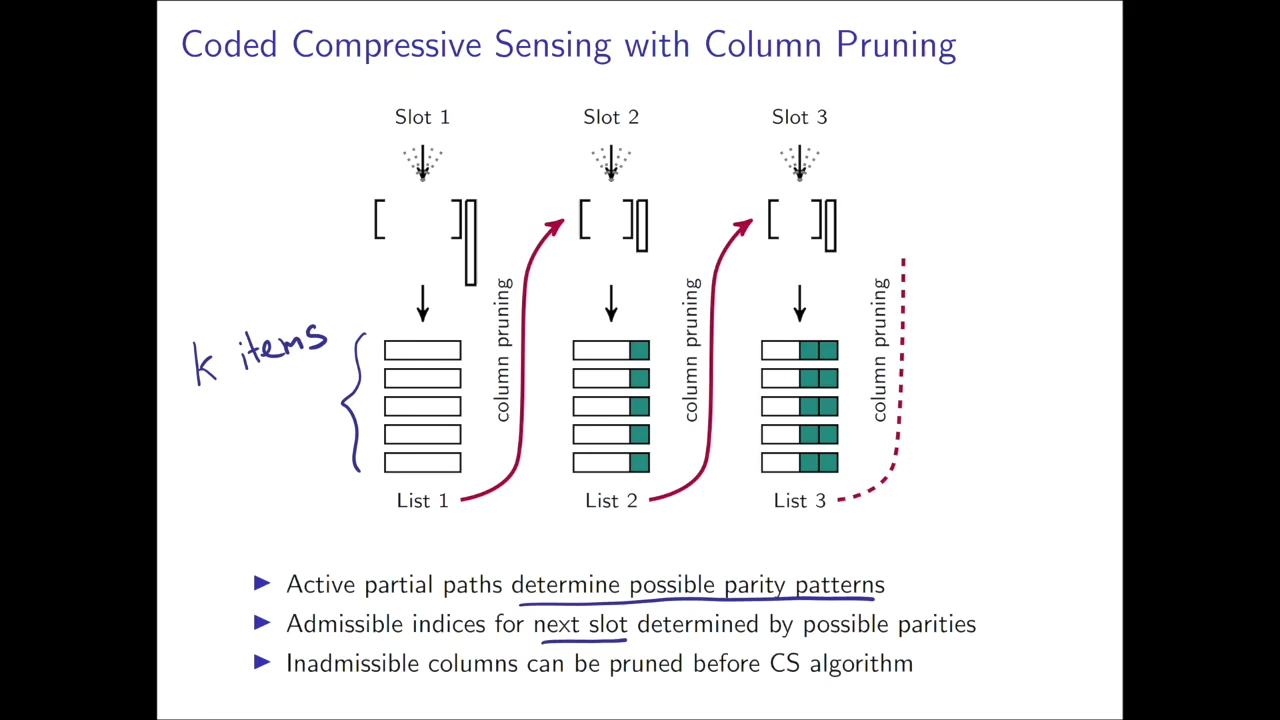 Coded Compressive Sensing with Column Pruning
Slot 1 Slot 2 Slot 3
column pruning column pruning column pruning
k items
List 1 List 2 List 3
Active partial paths determine possible parity patterns
Admissible indices for next slot determined by possible parities
Inadmissible columns can be pruned before CS algorithm